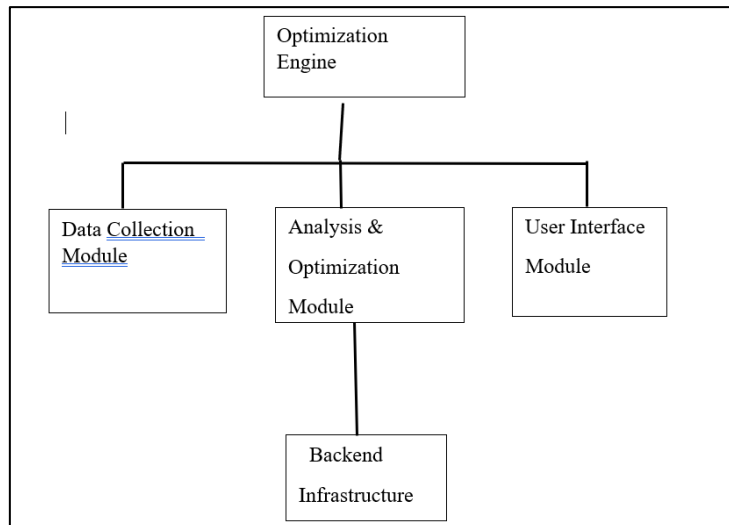 Optimization
Engine
Data Collection
Module
Analysis &
Optimization
Module
User Interface
Module
Backend
Infrastructure